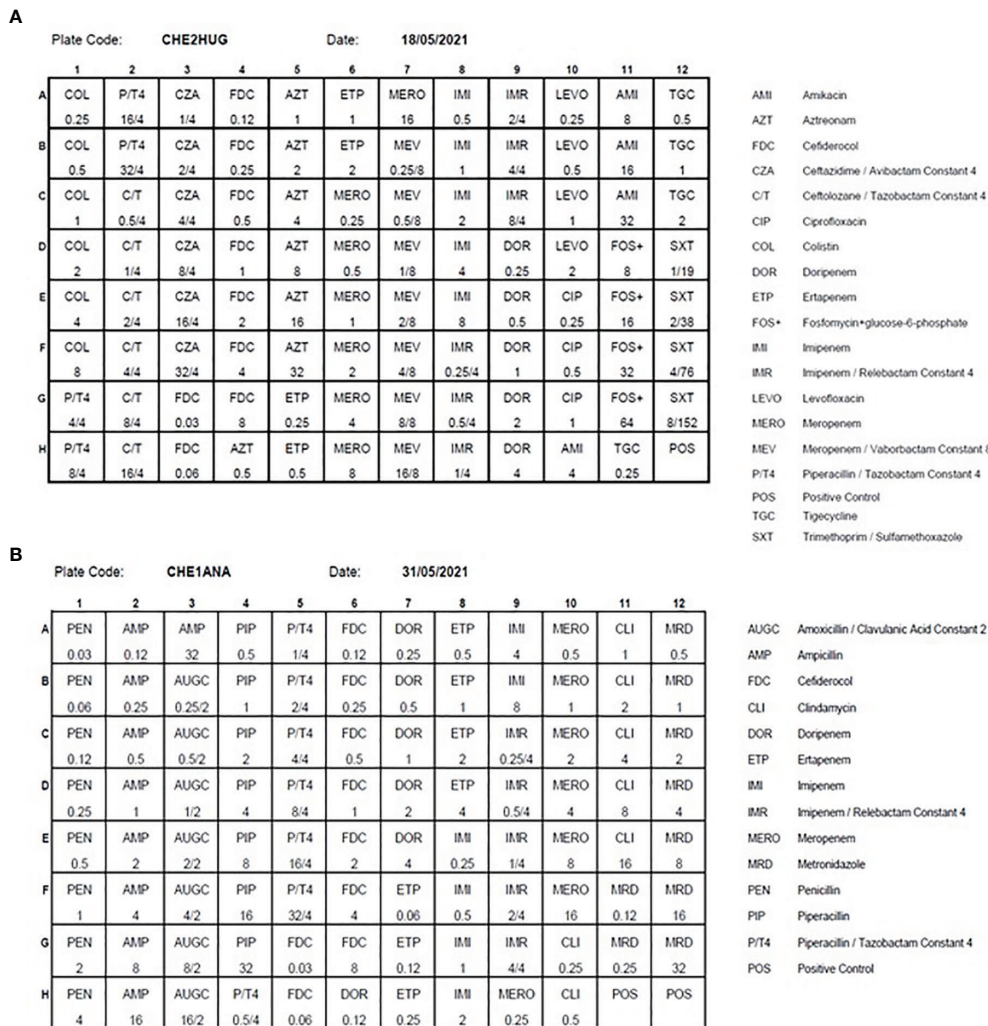 A
Plate Code: CHE2HUG Date: 18/05/2021
1 2 3 4 5 6 7 8 9 10 11 12
A COL P/T4 CZA FDC AZT ETP MERO IMI IMR LEVO AMI TGC
0.25 16/4 1/4 0.12 1 1 16 0.5 2/4 0.25 8 0.5
B COL P/T4 CZA FDC AZT ETP MEV IMI IMR LEVO AMI TGC
0.5 32/4 2/4 0.25 2 2 0.25/8 1 4/4 0.5 16 1
C COL C/T CZA FDC AZT MERO MEV IMI IMR LEVO AMI TGC
1 0.5/4 4/4 0.5 4 0.25 0.5/8 2 8/4 1 32 2
D COL C/T CZA FDC AZT MERO MEV IMI DOR LEVO FOS+ SXT
2 1/4 8/4 1 8 0.5 1/8 4 0.25 2 8 1/19
E COL C/T CZA FDC AZT MERO MEV IMI DOR CIP FOS+ SXT
4 2/4 16/4 2 16 1 2/8 8 0.5 0.25 16 2/38
F COL C/T CZA FDC AZT MERO MEV IMR DOR CIP FOS+ SXT
8 4/4 32/4 4 32 2 4/8 0.25/4 1 0.5 32 4/76
G P/T4 C/T FDC FDC ETP MERO MEV IMR DOR CIP FOS+ SXT
4/4 8/4 0.03 8 0.25 4 8/8 0.5/4 2 1 64 8/152
H P/T4 C/T FDC AZT ETP MERO MEV IMR DOR AMI TGC POS
8/4 16/4 0.06 0.5 0.5 8 16/8 1/4 4 4 0.25
AMI Amikacin
AZT Aztreonam
FDC Cefiderocol
CZA Ceftazidime / Avibactam Constant 4
C/T Ceftolozane / Tazobactam Constant 4
CIP Ciprofloxacin
COL Colistin
DOR Doripenem
ETP Ertapenem
FOS+ Fosfomycin+glucose-6-phosphate
IMI Imipenem
IMR Imipenem / Relebactam Constant 4
LEVO Levofloxacin
MERO Meropenem
MEV Meropenem / Vaborbactam Constant 8
P/T4 Piperacillin / Tazobactam Constant 4
POS Positive Control
TGC Tigecycline
SXT Trimethoprim / Sulfamethoxazole
B
Plate Code: CHE1ANA Date: 31/05/2021
1 2 3 4 5 6 7 8 9 10 11 12
A PEN AMP AMP PIP P/T4 FDC DOR ETP IMI MERO CLI MRD
0.03 0.12 32 0.5 1/4 0.12 0.25 0.5 4 0.5 1 0.5
B PEN AMP AUGC PIP P/T4 FDC DOR ETP IMI MERO CLI MRD
0.06 0.25 0.25/2 1 2/4 0.25 0.5 1 8 1 2 1
C PEN AMP AUGC PIP P/T4 FDC DOR ETP IMR MERO CLI MRD
0.12 0.5 0.5/2 2 4/4 0.5 1 2 0.25/4 2 4 2
D PEN AMP AUGC PIP P/T4 FDC DOR ETP IMR MERO CLI MRD
0.25 1 1/2 4 8/4 1 2 4 0.5/4 4 8 4
E PEN AMP AUGC PIP P/T4 FDC DOR IMI IMR MERO CLI MRD
0.5 2 2/2 8 16/4 2 4 0.25 1/4 8 16 8
F PEN AMP AUGC PIP P/T4 FDC ETP IMI IMR MERO MRD MRD
1 4 4/2 16 32/4 4 0.06 0.5 2/4 16 0.12 16
G PEN AMP AUGC PIP FDC FDC ETP IMI IMR CLI MRD MRD
2 8 8/2 32 0.03 8 0.12 1 4/4 0.25 0.25 32
H PEN AMP AUGC P/T4 FDC DOR ETP IMI MERO CLI POS POS
4 16 16/2 0.5/4 0.06 0.12 0.25 2 0.25 0.5
AUGC Amoxicillin / Clavulanic Acid Constant 2
AMP Ampicillin
FDC Cefiderocol
CLI Clindamycin
DOR Doripenem
ETP Ertapenem
IMI Imipenem
IMR Imipenem / Relebactam Constant 4
MERO Meropenem
MRD Metronidazole
PEN Penicillin
PIP Piperacillin
P/T4 Piperacillin / Tazobactam Constant 4
POS Positive Control